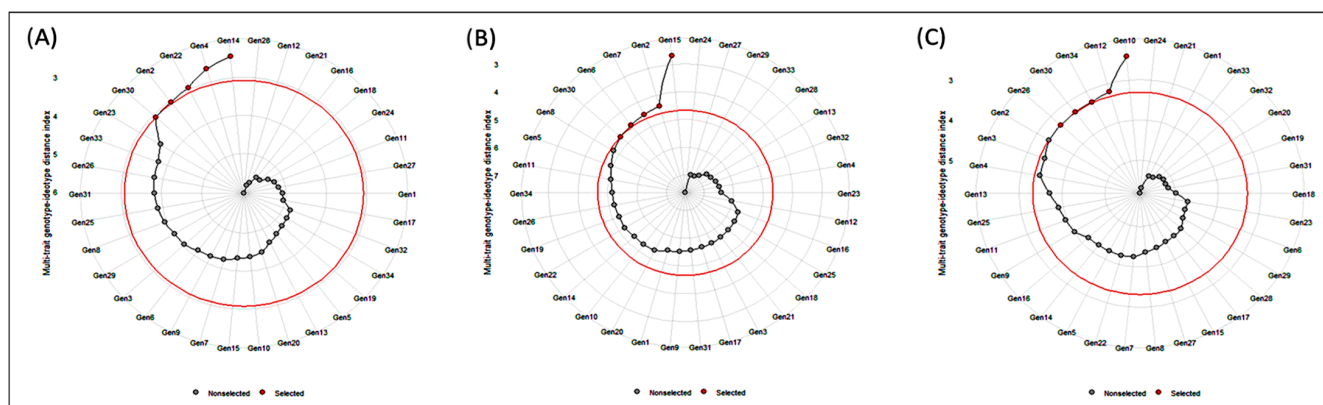 (A)
Multi-trait genotype-ideotype distance index
3
4
5
6
Gen14
Gen28
Gen12
Gen21
Gen16
Gen18
Gen24
Gen11
Gen27
Gen1
Gen17
Gen32
Gen34
Gen19
Gen5
Gen13
Gen20
Gen10
Gen15
Gen7
Gen9
Gen6
Gen3
Gen29
Gen8
Gen25
Gen31
Gen26
Gen33
Gen23
Gen30
Gen2
Gen22
Gen4
Nonselected Selected
(B)
Multi-trait genotype-ideotype distance index
3
4
5
6
7
Gen15
Gen24
Gen27
Gen29
Gen33
Gen28
Gen13
Gen32
Gen4
Gen23
Gen12
Gen16
Gen25
Gen18
Gen21
Gen3
Gen17
Gen31
Gen9
Gen1
Gen20
Gen10
Gen14
Gen22
Gen19
Gen26
Gen34
Gen11
Gen5
Gen8
Gen30
Gen6
Gen7
Gen2
Nonselected Selected
(C)
Multi-trait genotype-ideotype distance index
3
4
5
6
Gen10
Gen24
Gen21
Gen1
Gen33
Gen32
Gen20
Gen19
Gen31
Gen18
Gen23
Gen6
Gen29
Gen28
Gen17
Gen15
Gen27
Gen8
Gen7
Gen22
Gen5
Gen14
Gen16
Gen9
Gen11
Gen25
Gen13
Gen4
Gen3
Gen2
Gen26
Gen30
Gen34
Gen12
Nonselected Selected